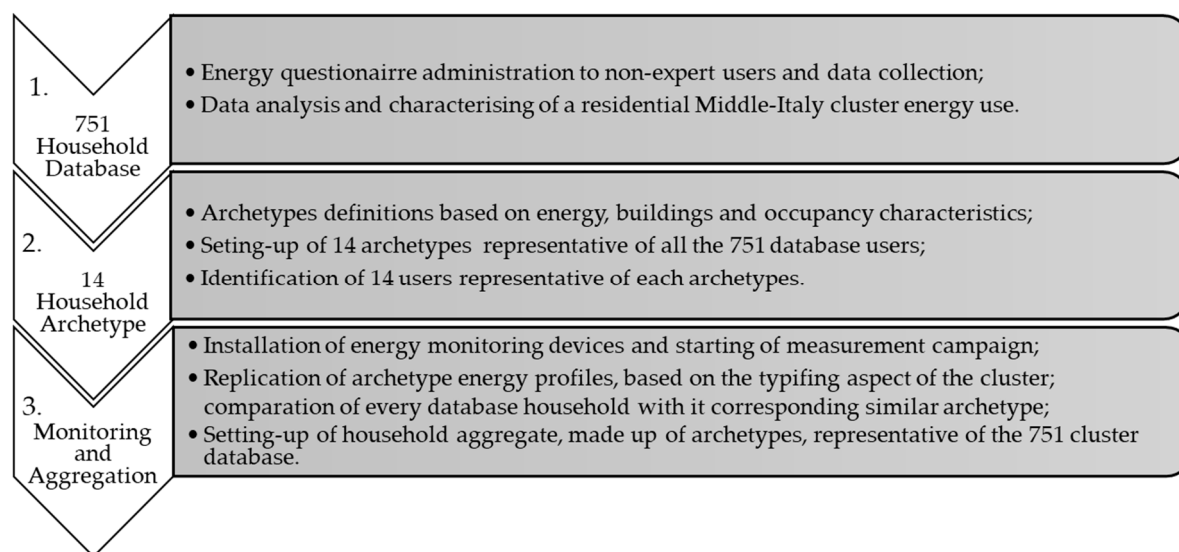 1.
751
Household
Database
• Energy questionairre administration to non-expert users and data collection;
• Data analysis and characterising of a residential Middle-Italy cluster energy use.
2.
14
Household
Archetype
• Archetypes definitions based on energy, buildings and occupancy characteristics;
• Seting-up of 14 archetypes representative of all the 751 database users;
• Identification of 14 users representative of each archetypes.
3.
Monitoring
and
Aggregation
• Installation of energy monitoring devices and starting of measurement campaign;
• Replication of archetype energy profiles, based on the typifing aspect of the cluster;
comparation of every database household with it corresponding similar archetype;
• Setting-up of household aggregate, made up of archetypes, representative of the 751 cluster
database.